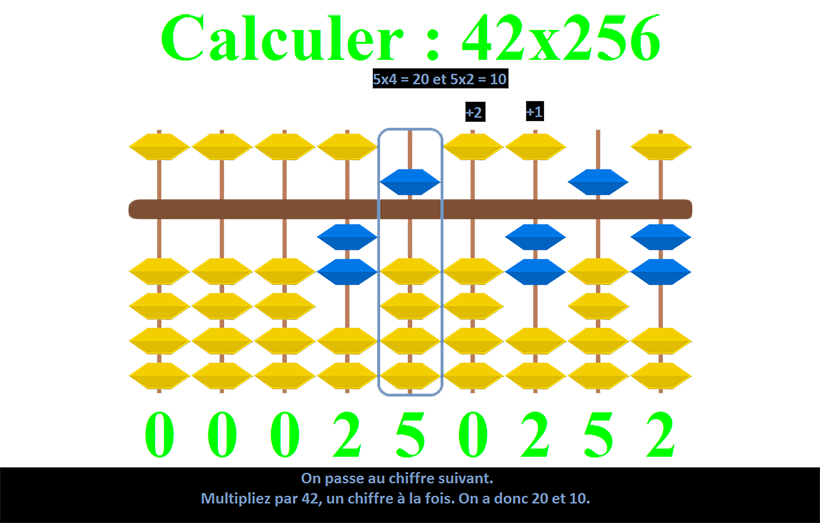 Calculer : 42x256
5x4 = 20 et 5x2 = 10
+2 +1
0 0 0 2 5 0 2 5 2
On passe au chiffre suivant.
Multipliez par 42, un chiffre à la fois. On a donc 20 et 10.